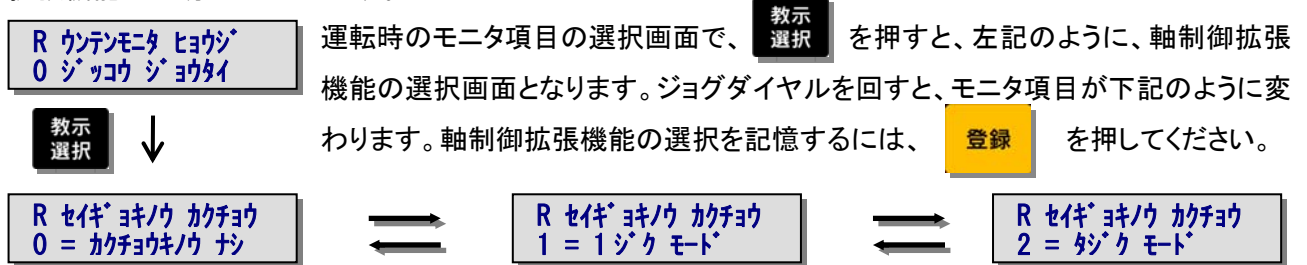 R ｳﾝﾃﾝﾓﾆﾀ ﾋｮｳｼﾞ
0 ｼﾞｯｺｳ ｼﾞｮｳﾀｲ
運転時のモニタ項目の選択画面で、 教示選択 を押すと、左記のように、軸制御拡張
機能の選択画面となります。ジョグダイヤルを回すと、モニタ項目が下記のように変
わります。軸制御拡張機能の選択を記憶するには、 登録 を押してください。
教示
選択
R ｾｲｷﾞｮｷﾉｳ ｶｸﾁｮｳ
0 = ｶｸﾁｮｳｷﾉｳ ﾅｼ
R ｾｲｷﾞｮｷﾉｳ ｶｸﾁｮｳ
1 = 1ｼﾞｸ ﾓｰﾄﾞ
R ｾｲｷﾞｮｷﾉｳ ｶｸﾁｮｳ
2 = ﾀｼﾞｸ ﾓｰﾄﾞ